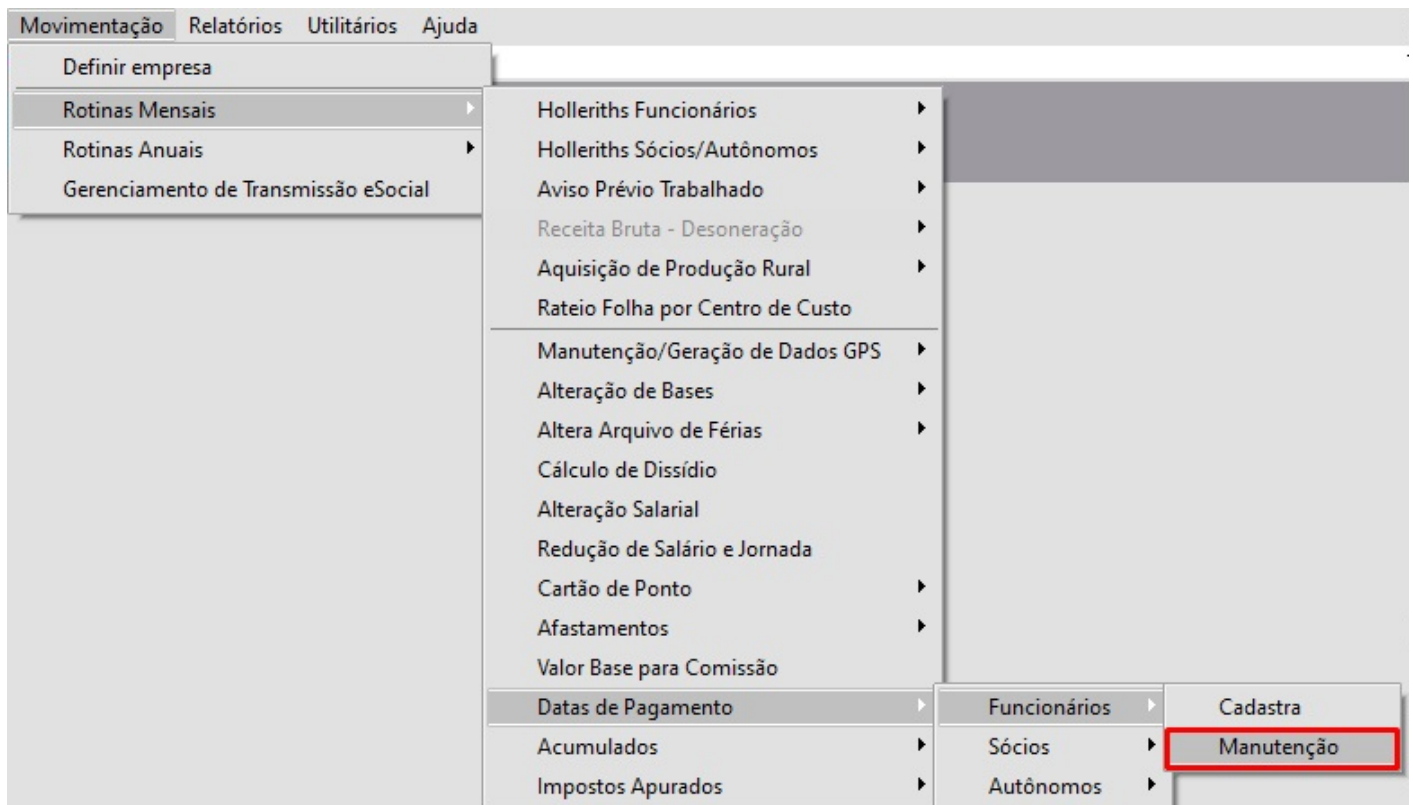 Movimentação Relatórios Utilitários Ajuda
Definir empresa
Rotinas Mensais
Rotinas Anuais
Gerenciamento de Transmissão eSocial
Holleriths Funcionários
Holleriths Sócios/Autônomos
Aviso Prévio Trabalhado
Receita Bruta - Desoneração
Aquisição de Produção Rural
Rateio Folha por Centro de Custo
Manutenção/Geração de Dados GPS
Alteração de Bases
Altera Arquivo de Férias
Cálculo de Dissídio
Alteração Salarial
Redução de Salário e Jornada
Cartão de Ponto
Afastamentos
Valor Base para Comissão
Datas de Pagamento
Acumulados
Impostos Apurados
Funcionários
Sócios
Autônomos
Cadastra
Manutenção